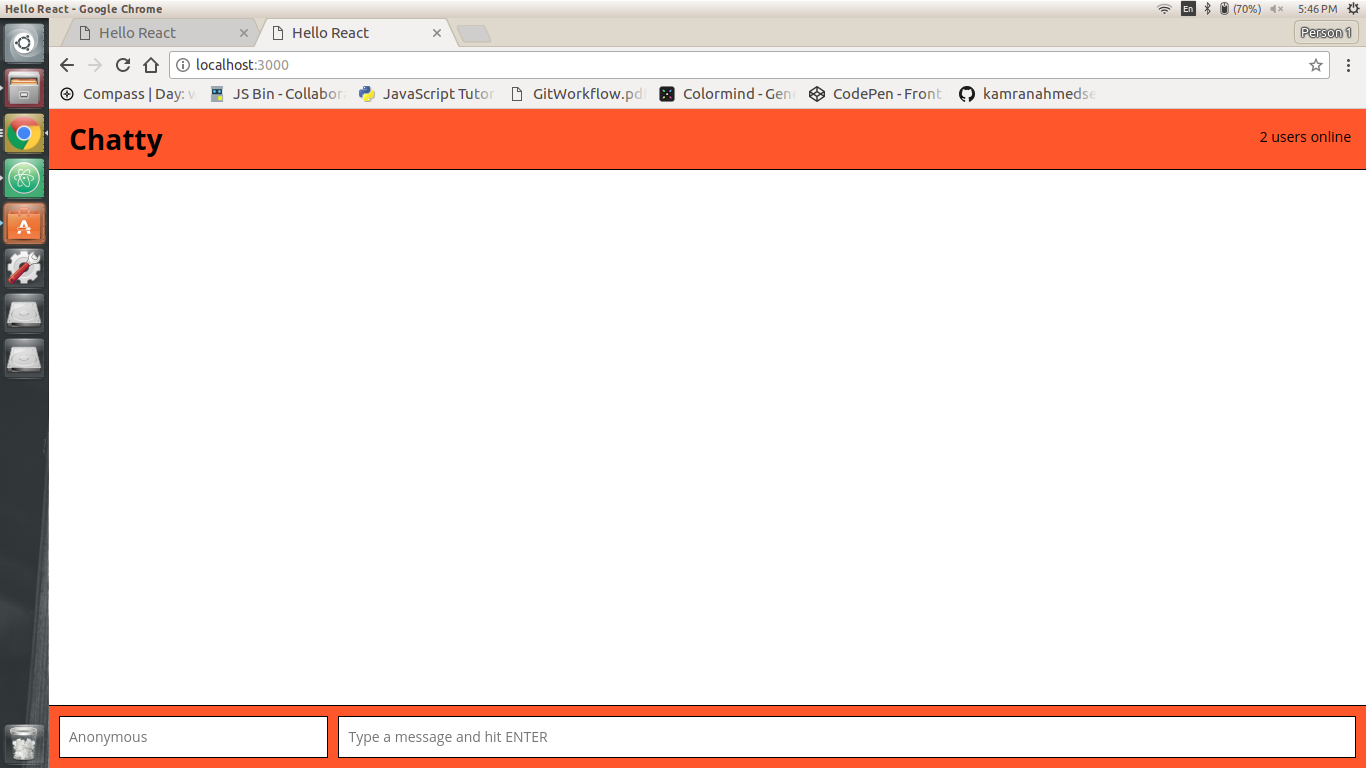 Hello React - Google Chrome
En
(70%)
5:46 PM
Hello React
Hello React
Person 1
localhost:3000
Compass | Day:
JS Bin - Collabor
JavaScript Tutor
GitWorkflow.pd
Colormind - Gen
CodePen - Front
kamranahmeds
Chatty
2 users online
Anonymous
Type a message and hit ENTER